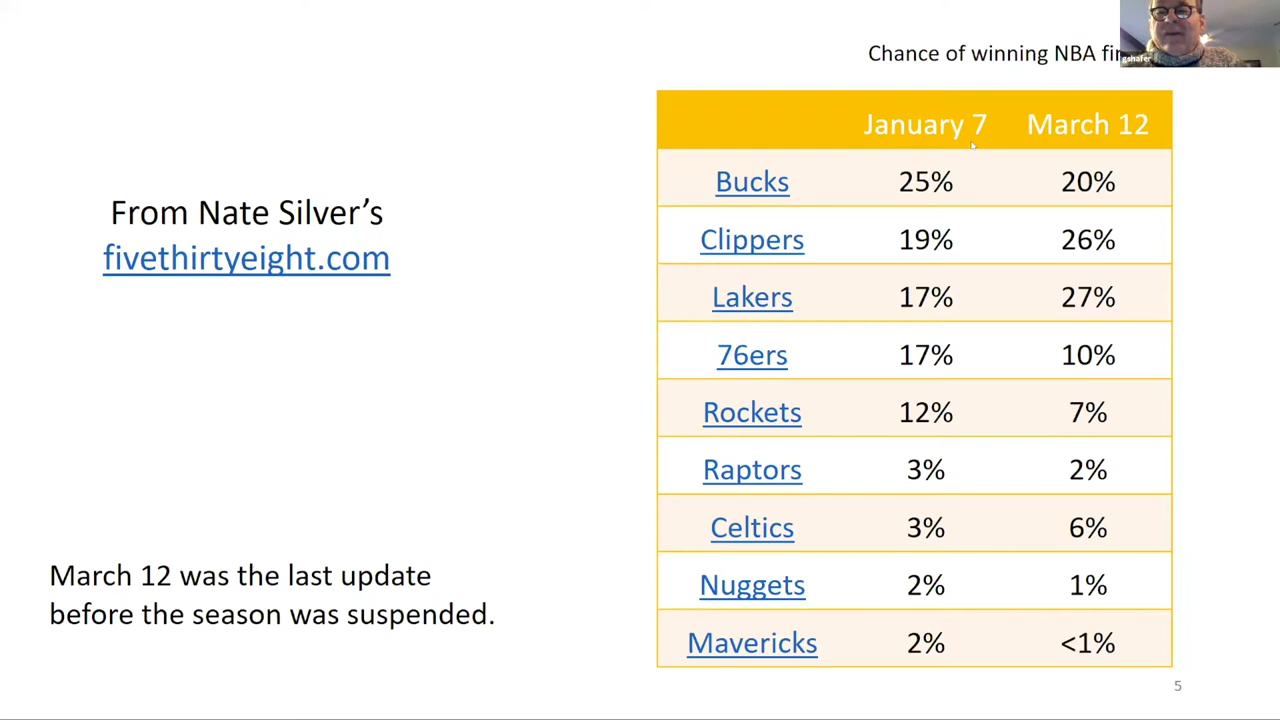 Chance of winning NBA
gshafer
January 7 March 12
Bucks 25% 20%
Clippers 19% 26%
Lakers 17% 27%
76ers 17% 10%
Rockets 12% 7%
Raptors 3% 2%
Celtics 3% 6%
Nuggets 2% 1%
Mavericks 2% <1%
From Nate Silver’s
fivethirtyeight.com
March 12 was the last update
before the season was suspended.
5